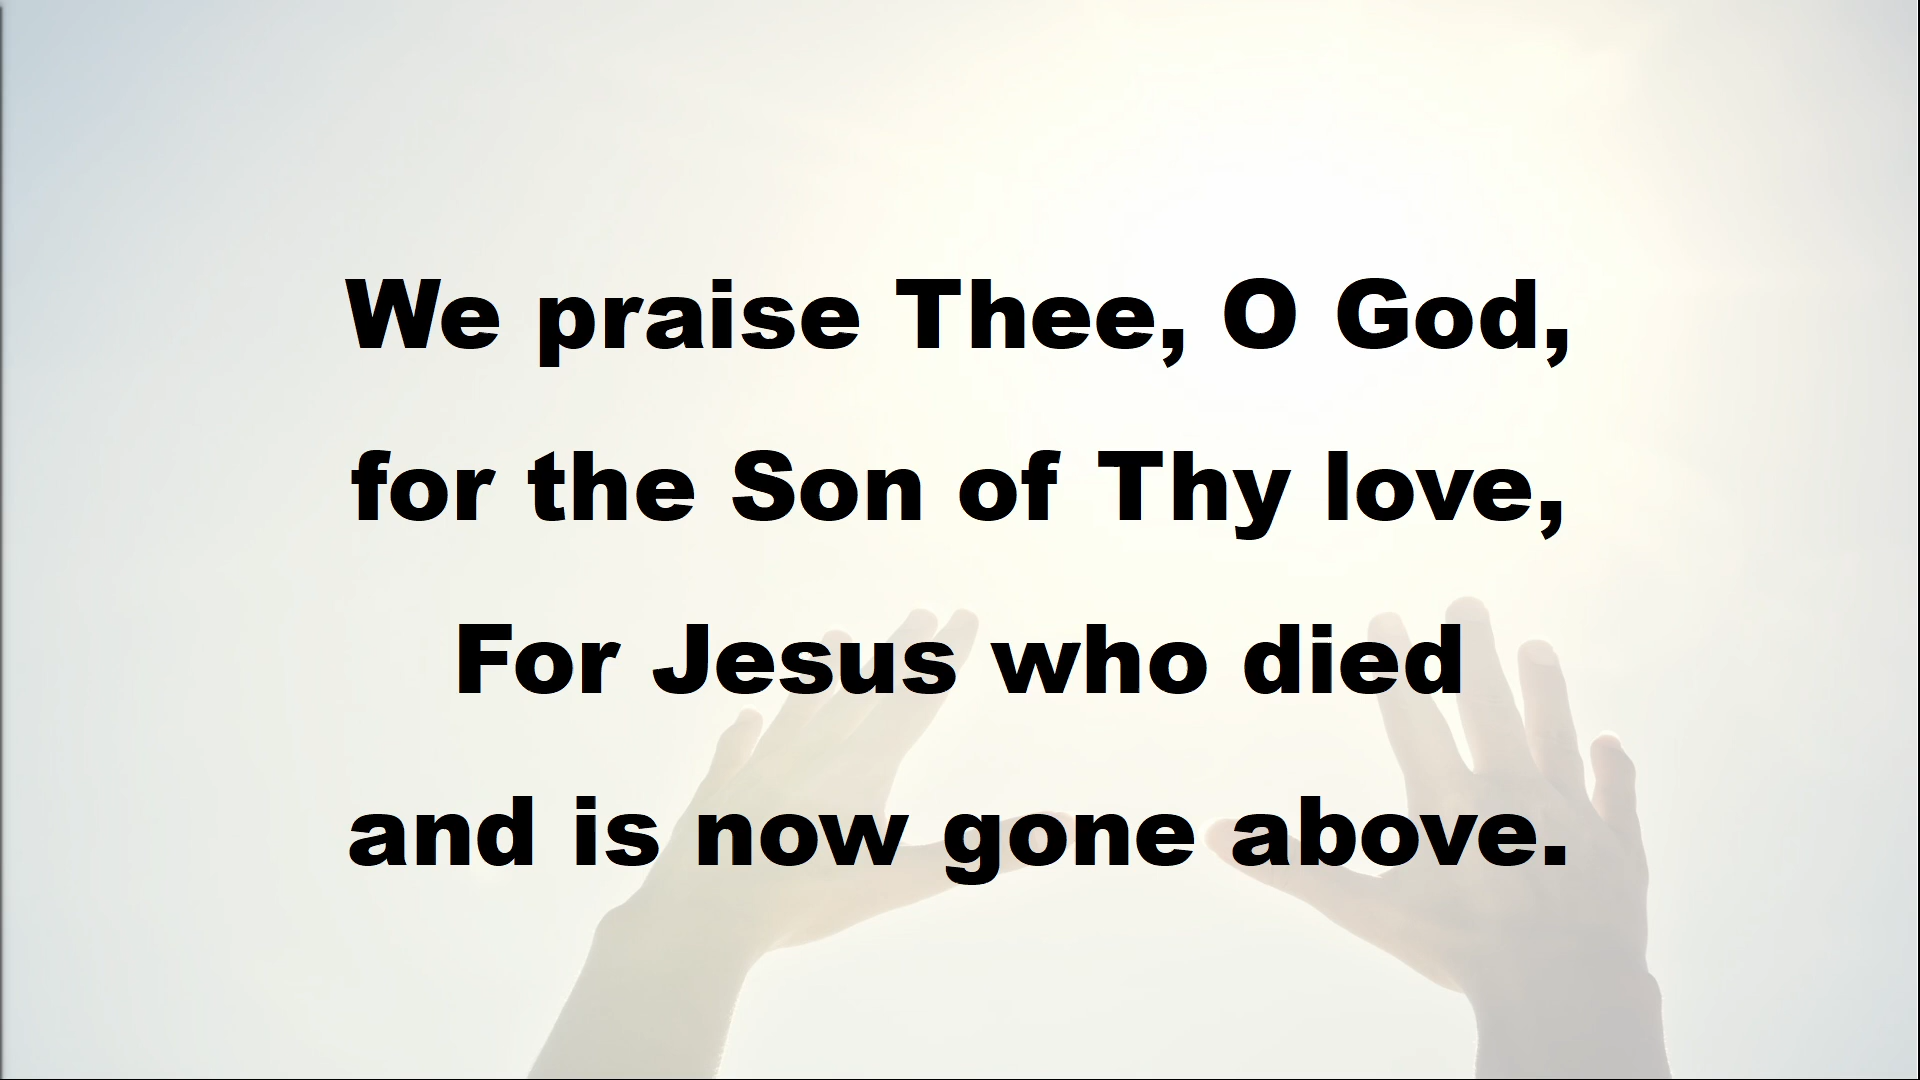 We praise Thee, O God,
for the Son of Thy love,
For Jesus who died
and is now gone above.